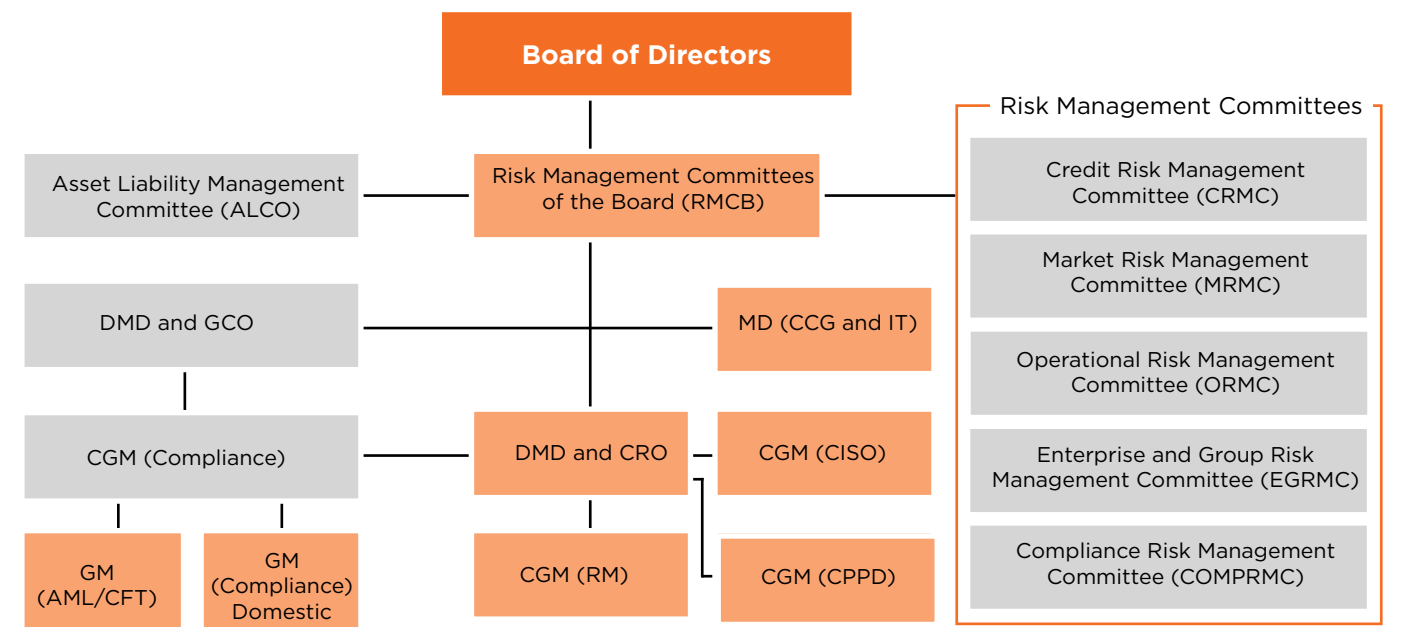 Board of Directors
Risk Management Committees
Asset Liability Management
Committee (ALCO)
Risk Management Committees
of the Board (RMCB)
Credit Risk Management
Committee (CRMC)
Market Risk Management
Committee (MRMC)
DMD and GCO
MD (CCG and IT)
Operational Risk Management
Committee (ORMC)
CGM (Compliance)
DMD and CRO
CGM (CISO)
Enterprise and Group Risk
Management Committee (EGRMC)
GM
(AML/CFT)
GM
(Compliance)
Domestic
CGM (RM)
CGM (CPPD)
Compliance Risk Management
Committee (COMPRMC)